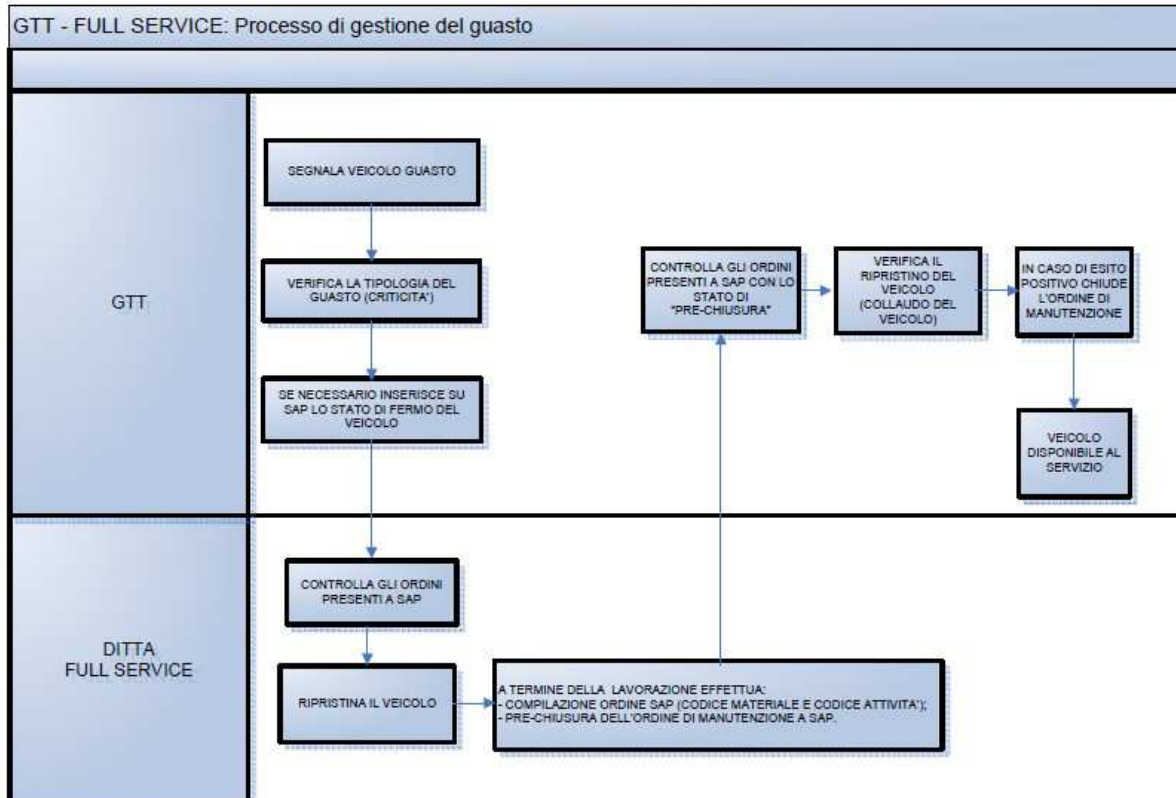 GTT - FULL SERVICE: Processo di gestione del guasto
GTT
SEGNALA VEICOLO GUASTO
VERIFICA LA TIPOLOGIA DEL
GUASTO (CRITICITA')
SE NECESSARIO INSERISCE SU
SAP LO STATO DI FERMO DEL
VEICOLO
CONTROLLA GLI ORDINI
PRESENTI A SAP CON LO
STATO DI
"PRE-CHIUSURA"
VERIFICA IL
RIPRISTINO DEL
VEICOLO
(COLLAUDO DEL
VEICOLO)
IN CASO DI ESITO
POSITIVO CHIUDE
L'ORDINE DI
MANUTENZIONE
VEICOLO
DISPONIBILE AL
SERVIZIO
DITTA
FULL SERVICE
CONTROLLA GLI ORDINI
PRESENTI A SAP
RIPRISTINA IL VEICOLO
A TERMINE DELLA LAVORAZIONE EFFETTUA:
- COMPILAZIONE ORDINE SAP (CODICE MATERIALE E CODICE ATTIVITA');
- PRE-CHIUSURA DELL'ORDINE DI MANUTENZIONE A SAP.